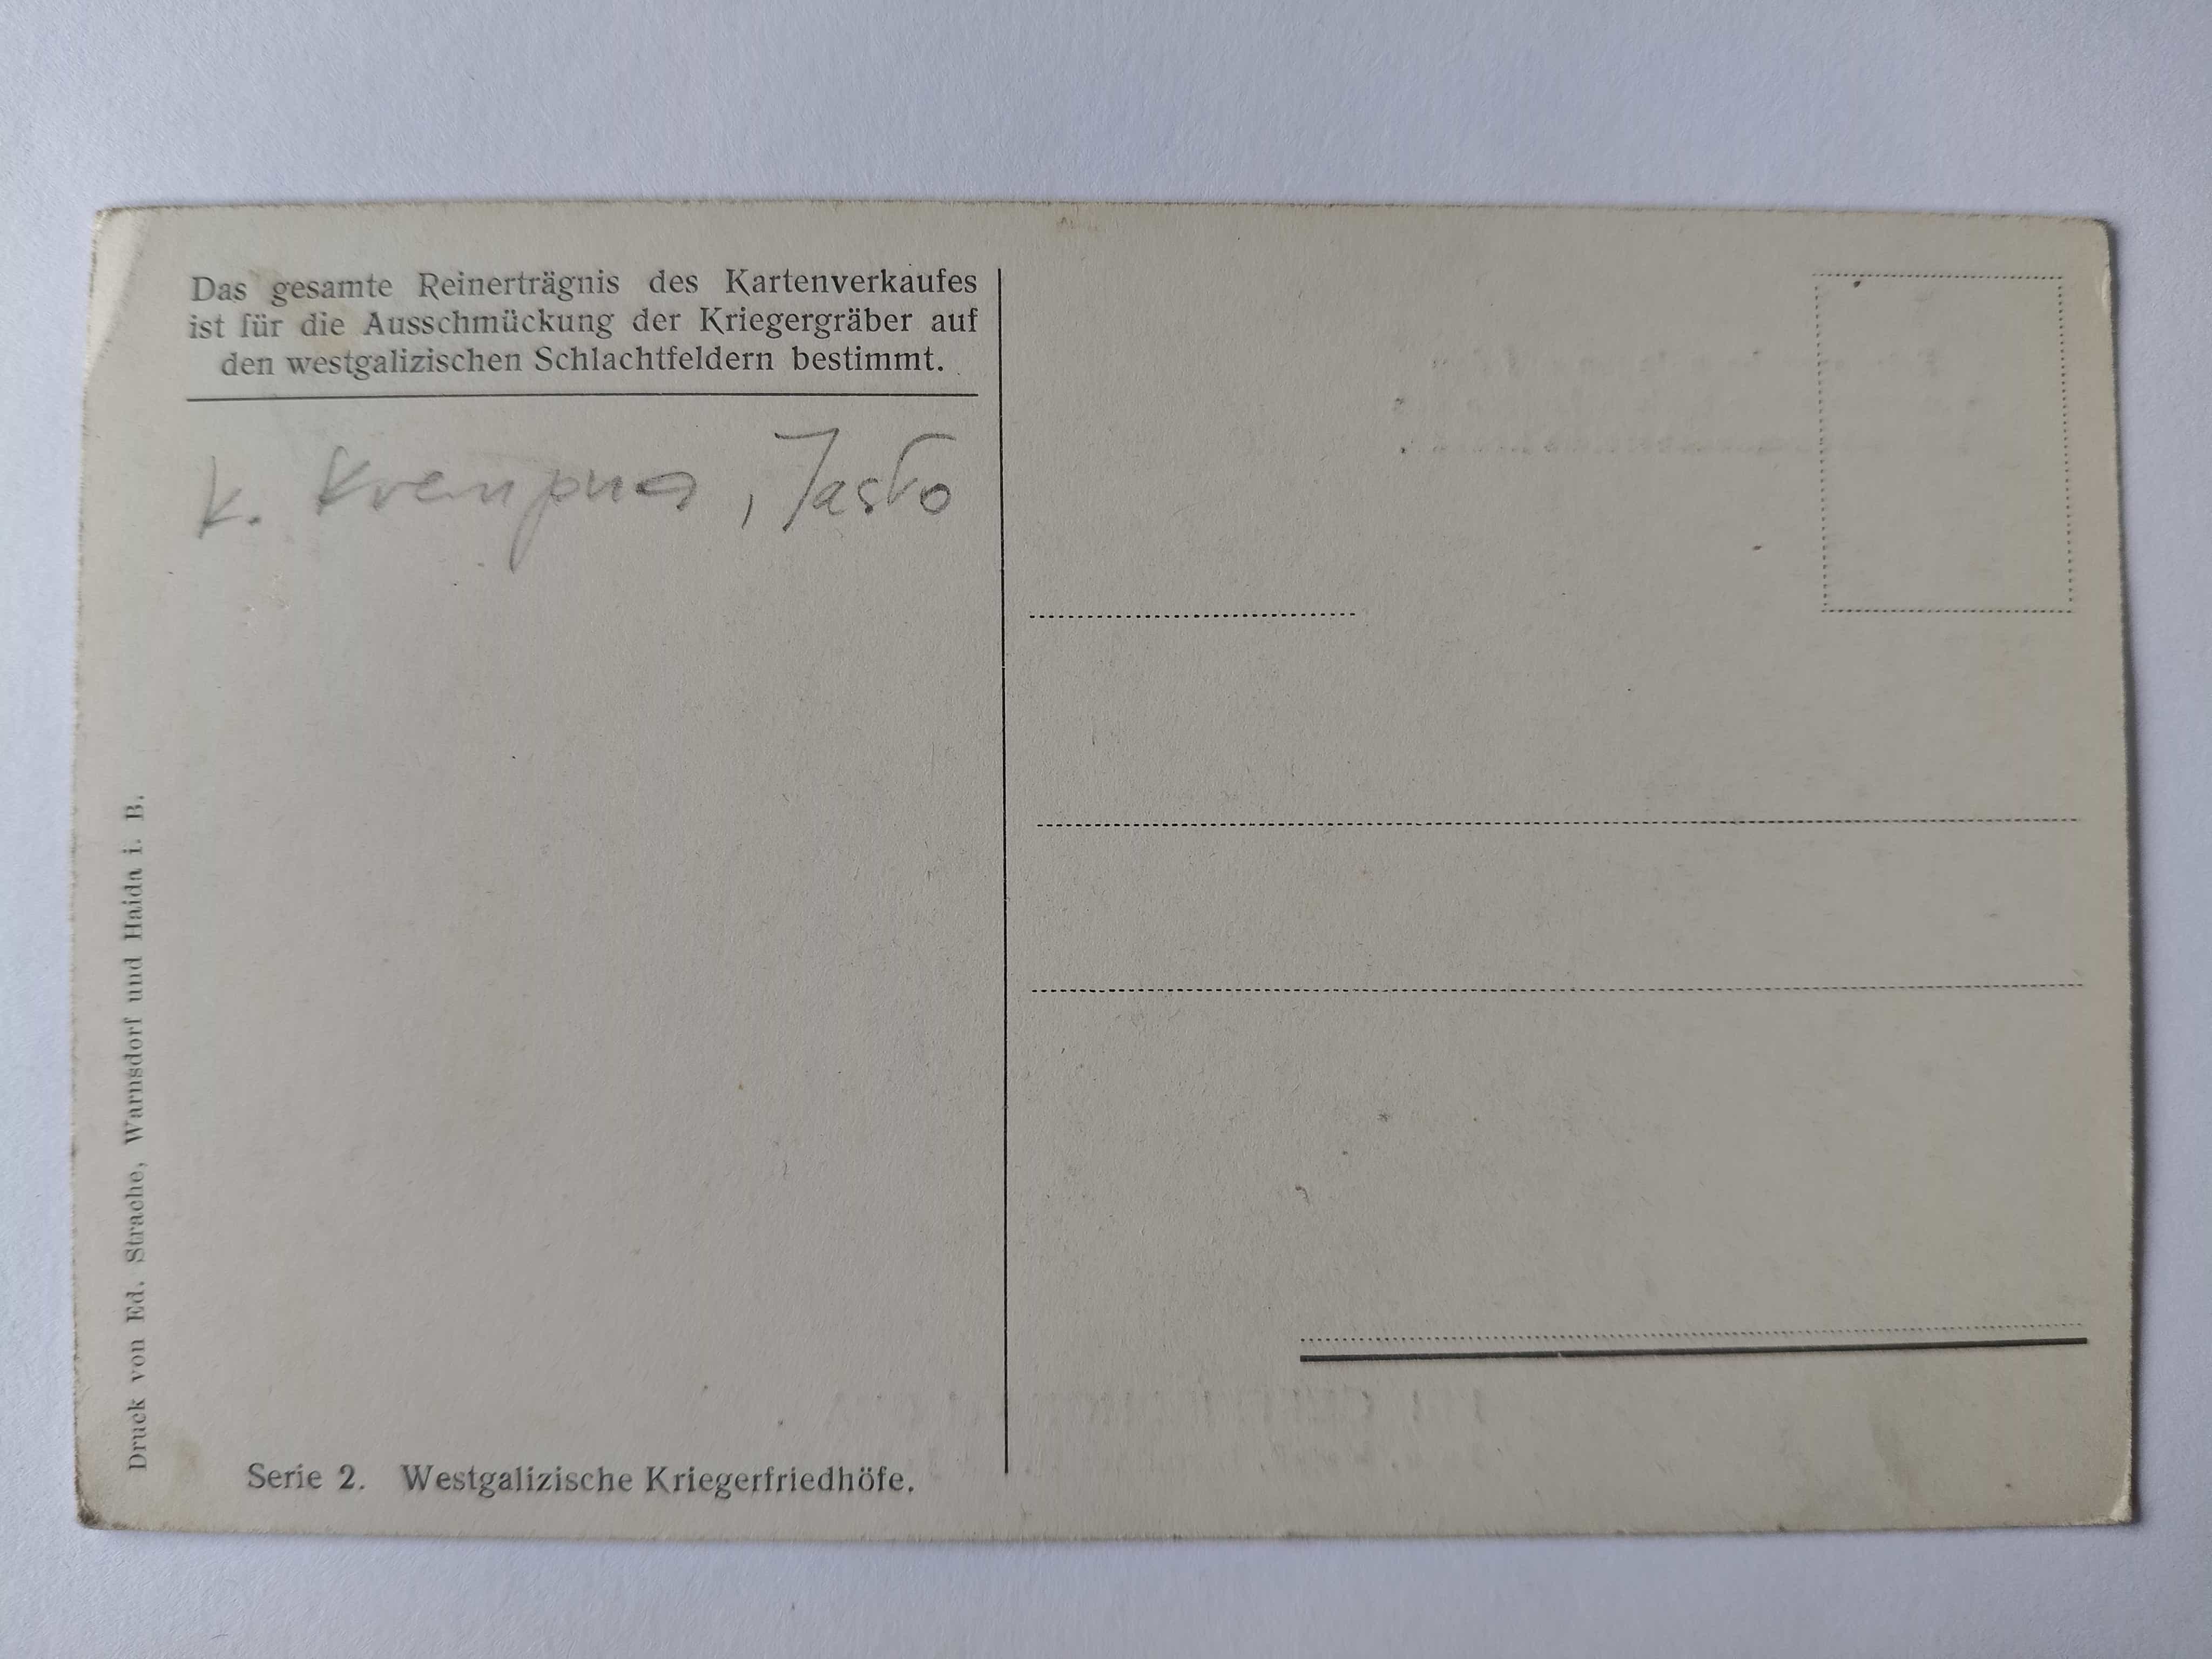 Das gesamte Reinerträgnis des Kartenverkaufes
ist für die Ausschmückung der Kriegergräber auf
den westgalizischen Schlachtfeldern bestimmt.
K. Krempna, Jasło
Druck von Ed. Strache, Warnsdorf und Haida i. B.
Serie 2. Westgalizische Kriegerfriedhöfe.